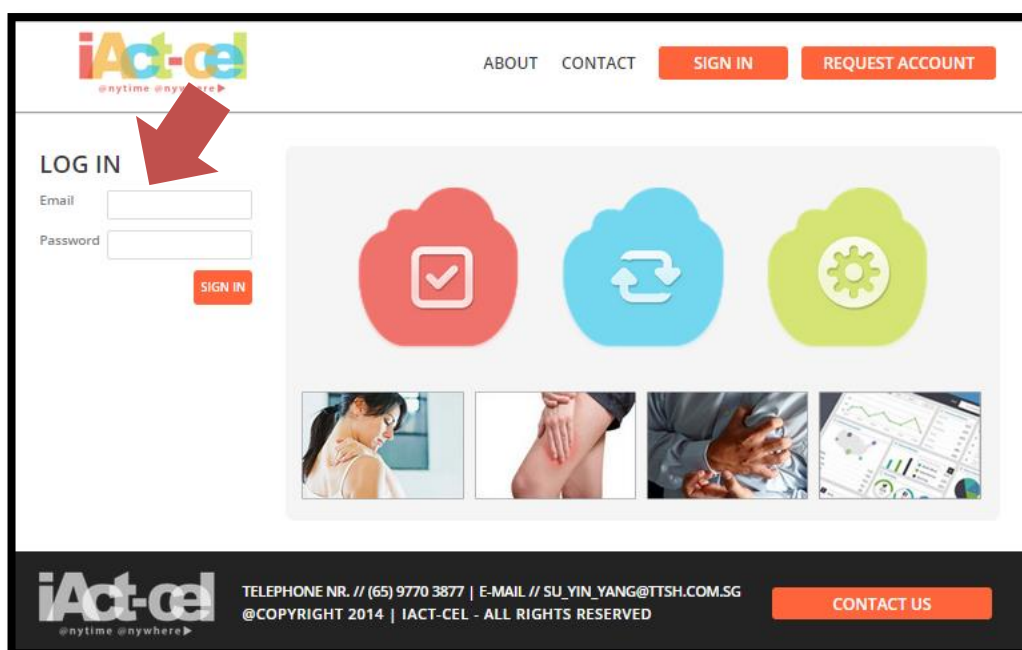 iAct-cel
@nytime @nywhere
ABOUT CONTACT SIGN IN REQUEST ACCOUNT
LOG IN
Email
Password
SIGN IN
iAct-cel
@nytime @nywhere
TELEPHONE NR. // (65) 9770 3877 | E-MAIL // SU_YIN_YANG@TTSH.COM.SG
@COPYRIGHT 2014 | IACT-CEL - ALL RIGHTS RESERVED
CONTACT US